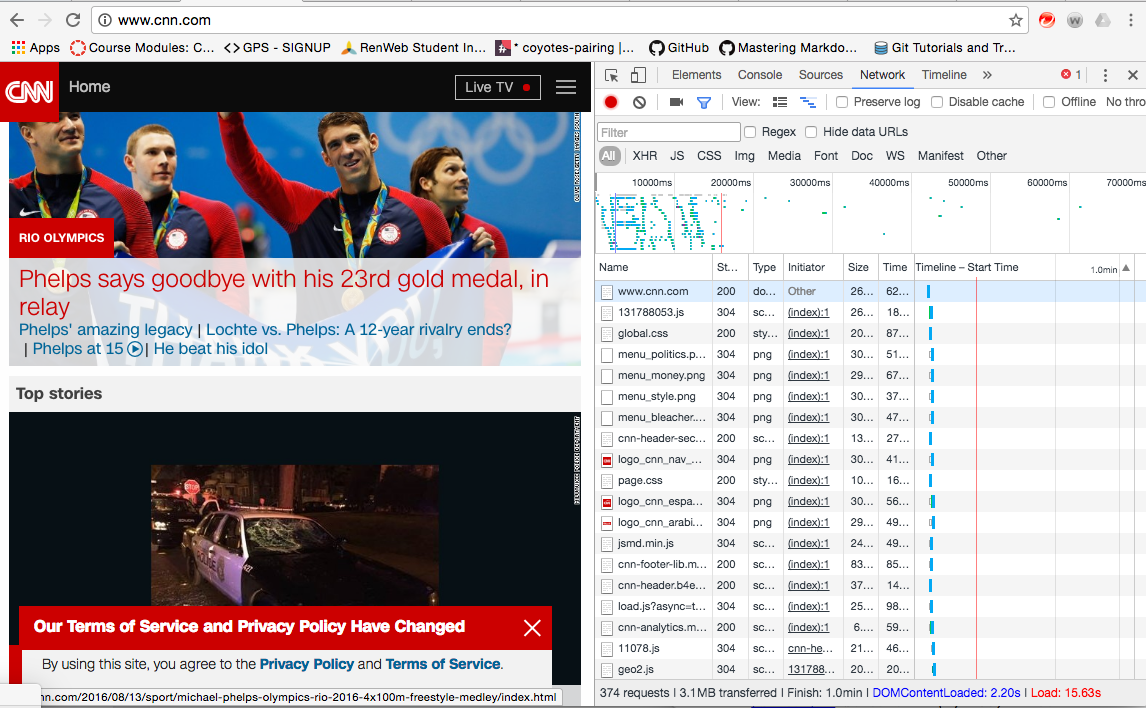 www.cnn.com
Apps Course Modules: C... <> GPS - SIGNUP RenWeb Student In... * coyotes-pairing |... GitHub Mastering Markdo... Git Tutorials and Tr...
CNN Home Live TV
RIO OLYMPICS
Phelps says goodbye with his 23rd gold medal, in
relay
Phelps' amazing legacy | Lochte vs. Phelps: A 12-year rivalry ends?
| Phelps at 15 | He beat his idol
Top stories
STOP
POLICE
Our Terms of Service and Privacy Policy Have Changed
By using this site, you agree to the Privacy Policy and Terms of Service.
nn.com/2016/08/13/sport/michael-phelps-olympics-rio-2016-4x100m-freestyle-medley/index.html
Elements Console Sources Network Timeline » 1
View: Preserve log Disable cache Offline No thro
Filter Regex Hide data URLs
All XHR JS CSS Img Media Font Doc WS Manifest Other
10000ms 20000ms 30000ms 40000ms 50000ms 60000ms 70000ms
Name St... Type Initiator Size Time Timeline – Start Time 1.0min
www.cnn.com 200 do... Other 26... 62...
131788053.js 304 sc... (index):1 26... 18...
global.css 200 sty... (index):1 20... 87...
menu_politics.p... 304 png (index):1 30... 51...
menu_money.png 304 png (index):1 29... 67...
menu_style.png 304 png (index):1 30... 37...
menu_bleacher.... 304 png (index):1 30... 47...
cnn-header-sec... 200 sc... (index):1 13... 27...
logo_cnn_nav_... 304 png (index):1 30... 41...
page.css 200 sty... (index):1 10... 16...
logo_cnn_espa... 304 png (index):1 30... 56...
logo_cnn_arabi... 304 png (index):1 29... 49...
jsmd.min.js 304 sc... (index):1 24... 49...
cnn-footer-lib.m... 200 sc... (index):1 83... 85...
cnn-header.b4e... 200 sc... (index):1 37... 14...
load.js?async=t... 304 sc... (index):1 25... 98...
cnn-analytics.m... 304 sc... (index):1 6.... 59...
11078.js 304 sc... cnn-he... 21... 46...
geo2.js 304 sc... 131788... 20... 20...
374 requests | 3.1MB transferred | Finish: 1.0min | DOMContentLoaded: 2.20s | Load: 15.63s